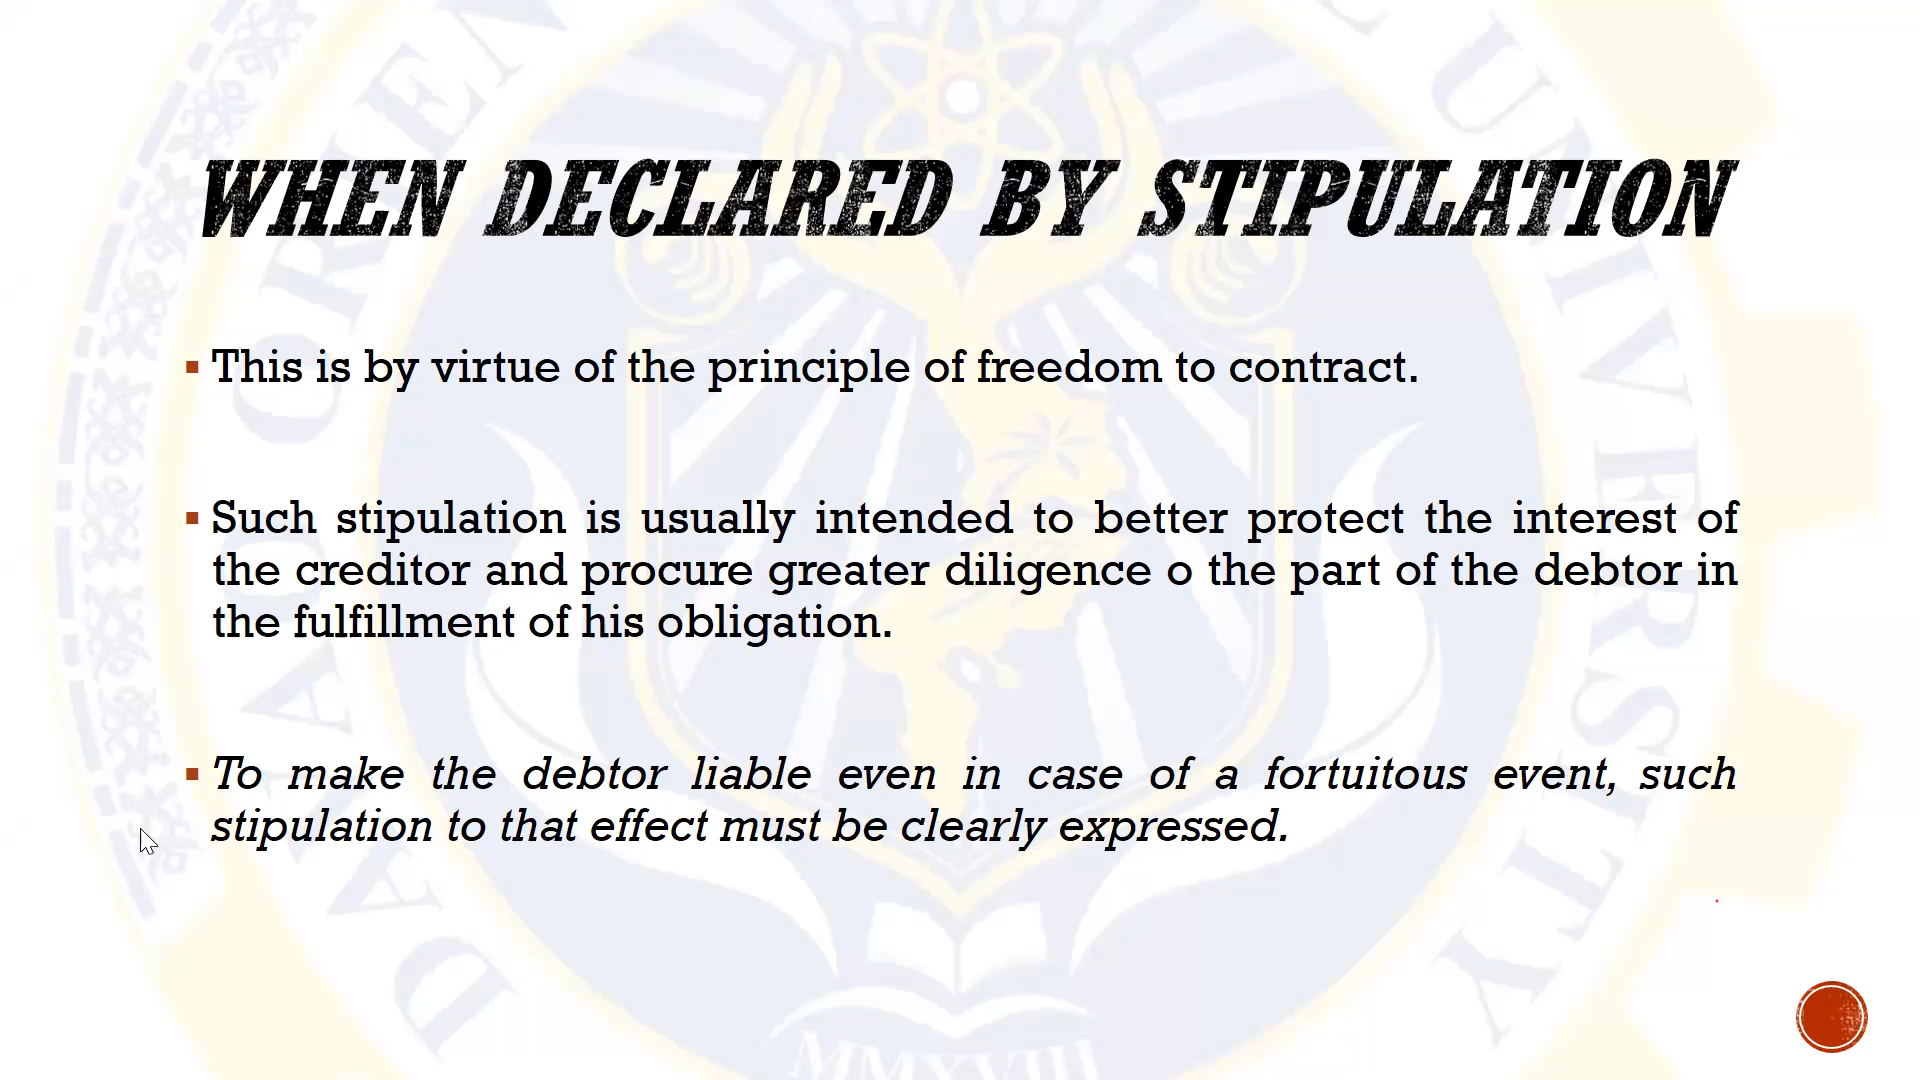 WHEN DECLARED BY STIPULATION
▪ This is by virtue of the principle of freedom to contract.
▪ Such stipulation is usually intended to better protect the interest of
the creditor and procure greater diligence o the part of the debtor in
the fulfillment of his obligation.
▪ To make the debtor liable even in case of a fortuitous event, such
stipulation to that effect must be clearly expressed.
MMXVIII